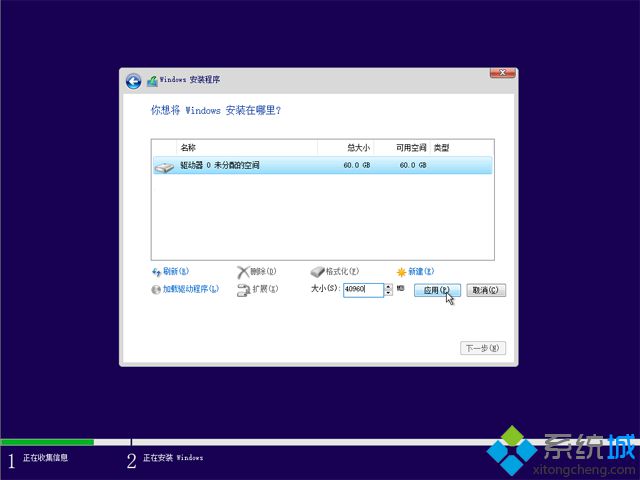 Windows 安装程序
你想将 Windows 安装在哪里?
名称 总大小 可用空间 类型
驱动器 0 未分配的空间 60.0 GB 60.0 GB
刷新(R) 删除(D) 格式化(F) 新建(E)
加载驱动程序(L) 扩展(X) 大小(S): 40960 MB 应用(P) 取消(C)
下一步(N)
1 正在收集信息 2 正在安装 Windows
系统城
xitongcheng.com